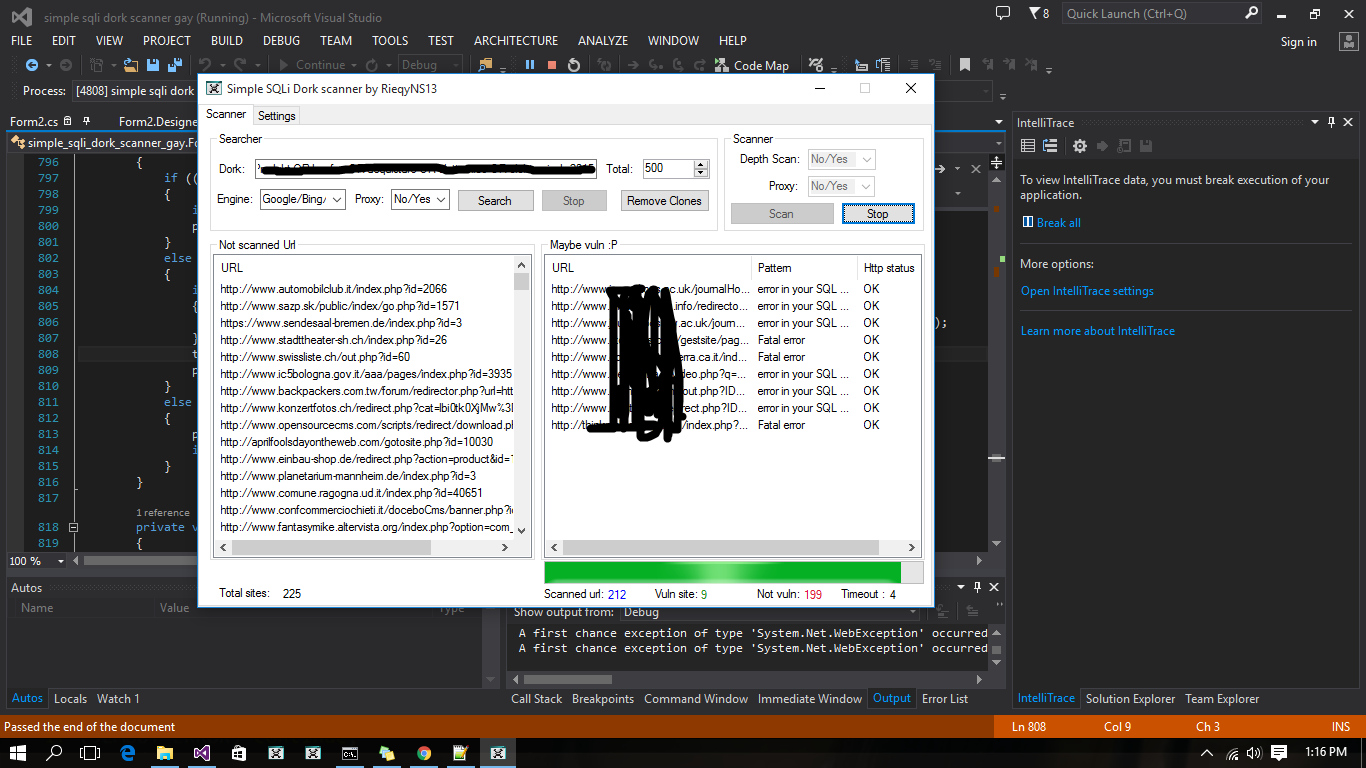 simple sqli dork scanner gay (Running) - Microsoft Visual Studio
8
Quick Launch (Ctrl+Q)
FILE EDIT VIEW PROJECT BUILD DEBUG TEAM TOOLS TEST ARCHITECTURE ANALYZE WINDOW HELP
Sign in
Continue
Debug
Code Map
Process: [4808] simple sqli dork
Form2.cs
Form2.Designe
simple_sqli_dork_scanner_gay.Fo
796 {
797 if ((
798 {
799 i
800 p
801 }
802 else
803 {
804 i
805 {
806 i );
807 }
808 t
809 p
810 }
811 else
812 {
813 p
814 i
815 }
816 }
817
1 reference
818 private v
819 {
100 %
Simple SQLi Dork scanner by RieqyNS13
Scanner Settings
Searcher
Dork:
Total: 500
Engine: Google/Bing/
Proxy: No/Yes
Search
Stop
Remove Clones
Scanner
Depth Scan: No/Yes
Proxy: No/Yes
Scan
Stop
Not scanned Url
URL
http://www.automobilclub.it/index.php?id=2066
http://www.sazp.sk/public/index/go.php?id=1571
https://www.sendesaal-bremen.de/index.php?id=3
http://www.stadttheater-sh.ch/index.php?id=26
http://www.swissliste.ch/out.php?id=60
http://www.ic5bologna.gov.it/aaa/pages/index.php?id=3935
http://www.backpackers.com.tw/forum/redirector.php?url=htt
http://www.konzertfotos.ch/redirect.php?cat=lbi0tk0XjMw%3D
http://www.opensourcecms.com/scripts/redirect/download.pl
http://aprilfoolsdayontheweb.com/gotosite.php?id=10030
http://www.einbau-shop.de/redirect.php?action=product&id=
http://www.planetarium-mannheim.de/index.php?id=3
http://www.comune.ragogna.ud.it/index.php?id=40651
http://www.confcommerciochieti.it/doceboCms/banner.php?i
http://www.fantasymike.altervista.org/index.php?option=com_
Maybe vuln :P
URL Pattern Http status
http://www. c.uk/journalHo... error in your SQL ... OK
http://www. .info/redirecto... error in your SQL ... OK
http://www. .ac.uk/journ... error in your SQL ... OK
http://www. /gestsite/pag... Fatal error OK
http://www. erra.ca.it/ind... Fatal error OK
http://www. deo.php?q=... error in your SQL ... OK
http://www. out.php?ID... error in your SQL ... OK
http://www. rect.php?ID... error in your SQL ... OK
http:// /index.php?... Fatal error OK
Total sites: 225
Scanned url: 212 Vuln site: 9 Not vuln: 199 Timeout : 4
IntelliTrace
To view IntelliTrace data, you must break execution of your
application.
Break all
More options:
Open IntelliTrace settings
Learn more about IntelliTrace
Autos
Name Value Type
Show output from: Debug
A first chance exception of type 'System.Net.WebException' occurred
A first chance exception of type 'System.Net.WebException' occurred
Autos Locals Watch 1
Call Stack Breakpoints Command Window Immediate Window Output Error List
IntelliTrace Solution Explorer Team Explorer
Passed the end of the document
Ln 808 Col 9 Ch 3 INS
1:16 PM